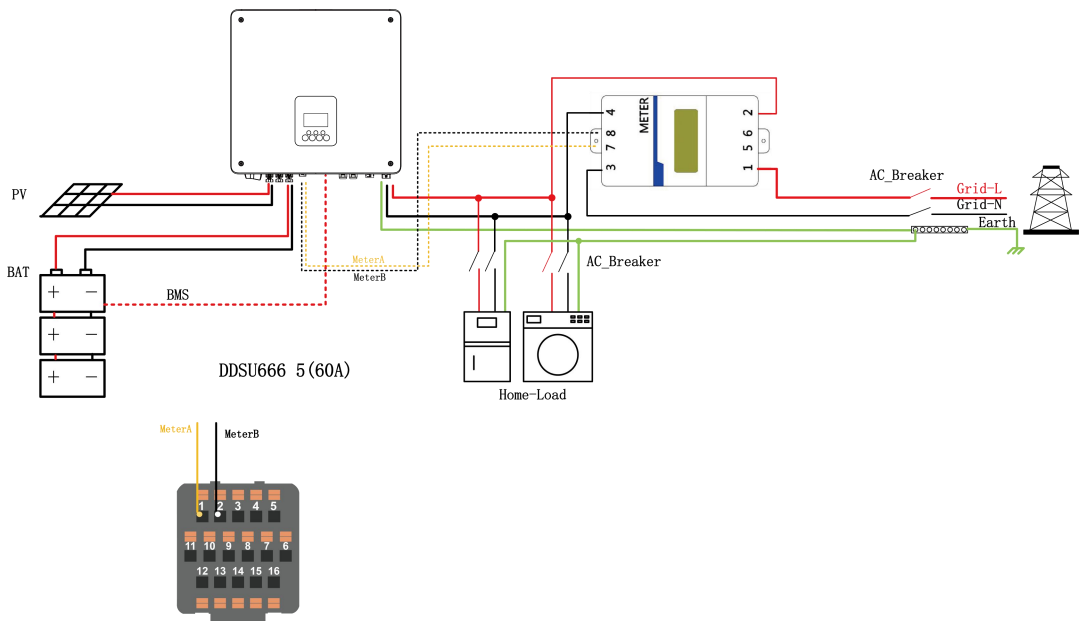 METER
4
8
7
3
2
6
5
1
AC_Breaker
Grid-L
Grid-N
Earth
PV
BAT
MeterA
MeterB
AC_Breaker
BMS
+ -
+ -
+ -
DDSU666 5(60A)
Home-Load
MeterA
MeterB
1 2 3 4 5
11 10 9 8 7 6
12 13 14 15 16